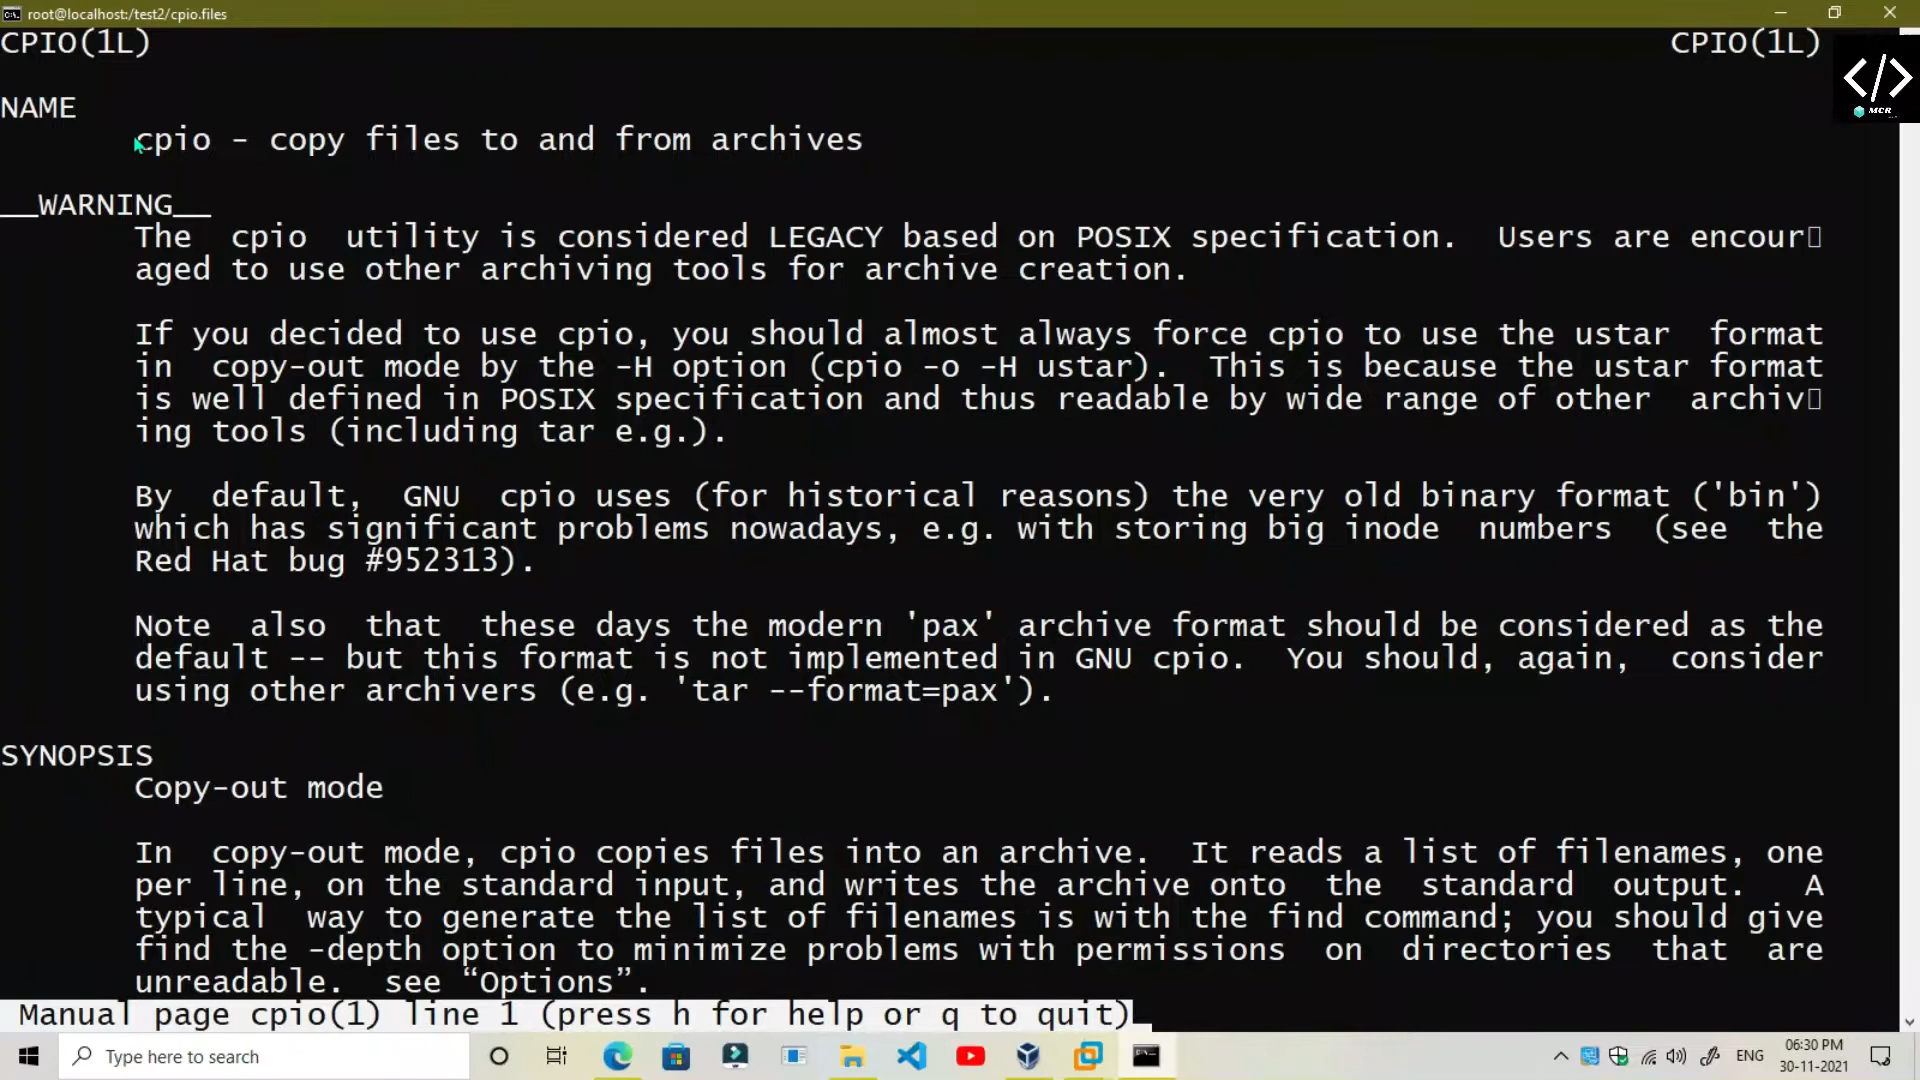 root@localhost:/test2/cpio.files
CPIO(1L) CPIO(1L)
</> MCR
NAME
cpio - copy files to and from archives
__WARNING__
The cpio utility is considered LEGACY based on POSIX specification. Users are encour▯
aged to use other archiving tools for archive creation.
If you decided to use cpio, you should almost always force cpio to use the ustar format
in copy-out mode by the -H option (cpio -o -H ustar). This is because the ustar format
is well defined in POSIX specification and thus readable by wide range of other archiv▯
ing tools (including tar e.g.).
By default, GNU cpio uses (for historical reasons) the very old binary format ('bin')
which has significant problems nowadays, e.g. with storing big inode numbers (see the
Red Hat bug #952313).
Note also that these days the modern 'pax' archive format should be considered as the
default -- but this format is not implemented in GNU cpio. You should, again, consider
using other archivers (e.g. 'tar --format=pax').
SYNOPSIS
Copy-out mode
In copy-out mode, cpio copies files into an archive. It reads a list of filenames, one
per line, on the standard input, and writes the archive onto the standard output. A
typical way to generate the list of filenames is with the find command; you should give
find the -depth option to minimize problems with permissions on directories that are
unreadable. see “Options”.
Manual page cpio(1) line 1 (press h for help or q to quit)
Type here to search
ENG
06:30 PM
30-11-2021